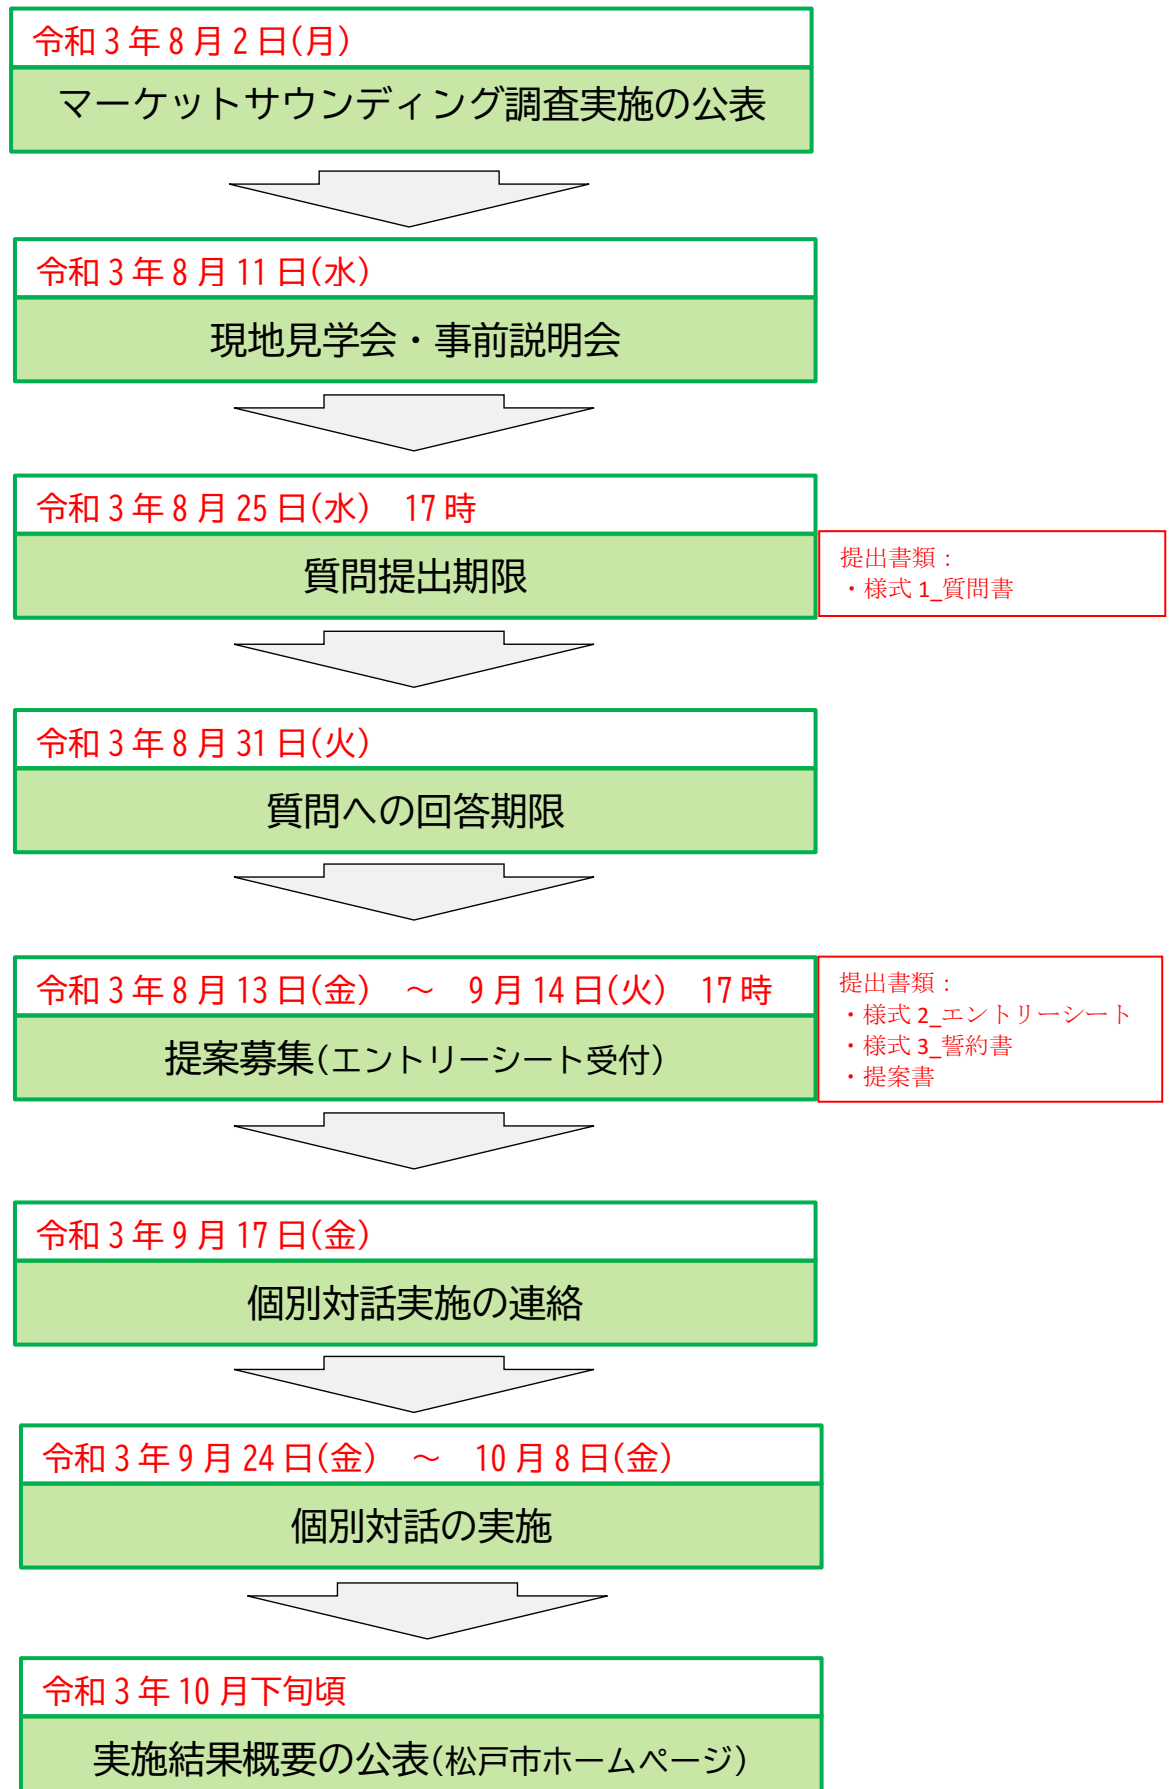 令和3年8月2日(月)
マーケットサウンディング調査実施の公表
令和3年8月11日(水)
現地見学会・事前説明会
令和3年8月25日(水) 17時
質問提出期限
提出書類:
・様式1_質問書
令和3年8月31日(火)
質問への回答期限
令和3年8月13日(金) ～ 9月14日(火) 17時
提案募集(エントリーシート受付)
提出書類:
・様式2_エントリーシート
・様式3_誓約書
・提案書
令和3年9月17日(金)
個別対話実施の連絡
令和3年9月24日(金) ～ 10月8日(金)
個別対話の実施
令和3年10月下旬頃
実施結果概要の公表(松戸市ホームページ)